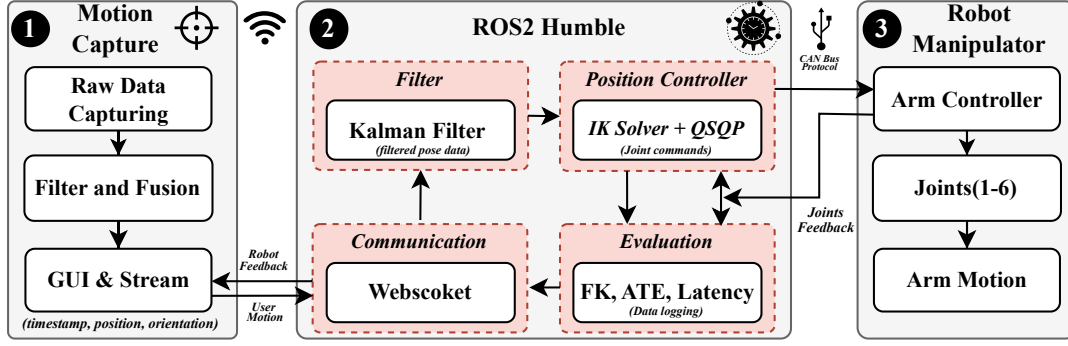 1
Motion
Capture
Raw Data
Capturing
Filter and Fusion
GUI & Stream
(timestamp, position, orientation)
Robot
Feedback
User
Motion
2
ROS2 Humble
Filter
Kalman Filter
(filtered pose data)
Position Controller
IK Solver + QSQP
(Joint commands)
Communication
Webscoket
Evaluation
FK, ATE, Latency
(Data logging)
CAN Bus
Protocol
Joints
Feedback
3
Robot
Manipulator
Arm Controller
Joints(1-6)
Arm Motion